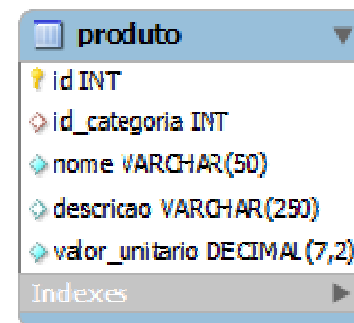 produto
id INT
id_categoria INT
nome VARCHAR(50)
descricao VARCHAR(250)
valor_unitario DECIMAL(7,2)
Indexes